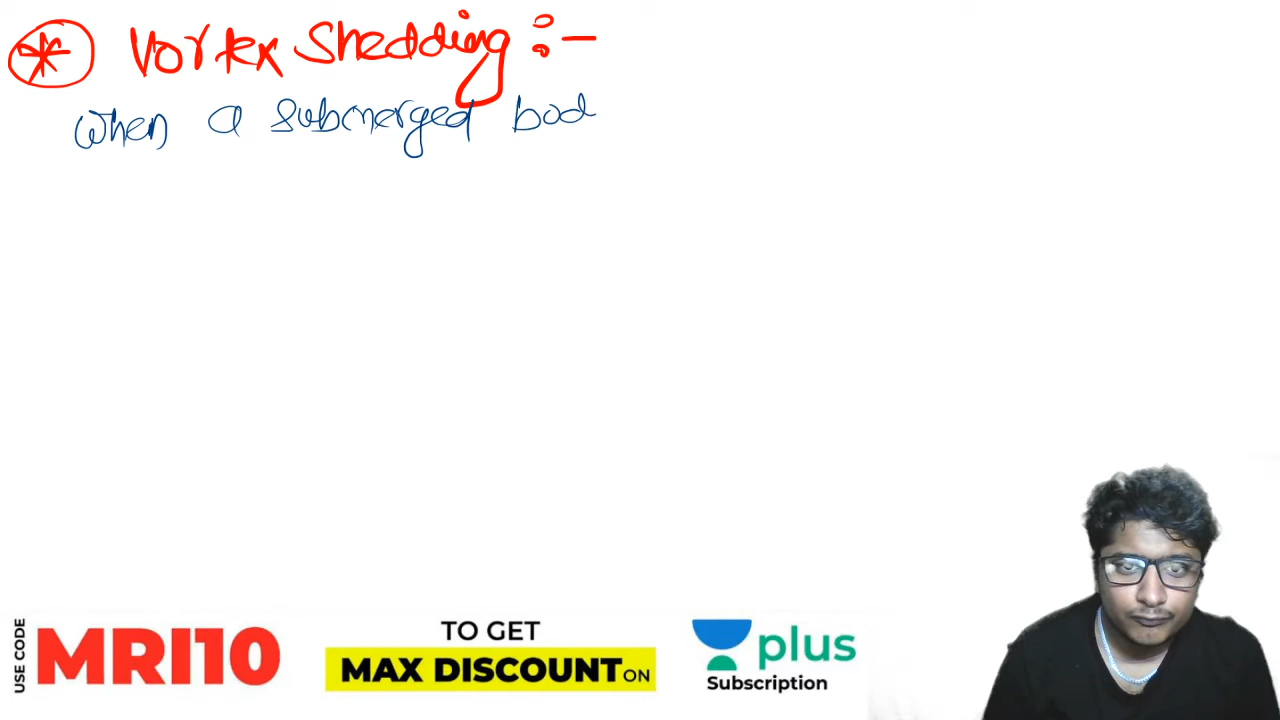 * Vortex Shedding :-
when a submerged bod
USE CODE
MRI10
TO GET
MAX DISCOUNT ON
plus
Subscription